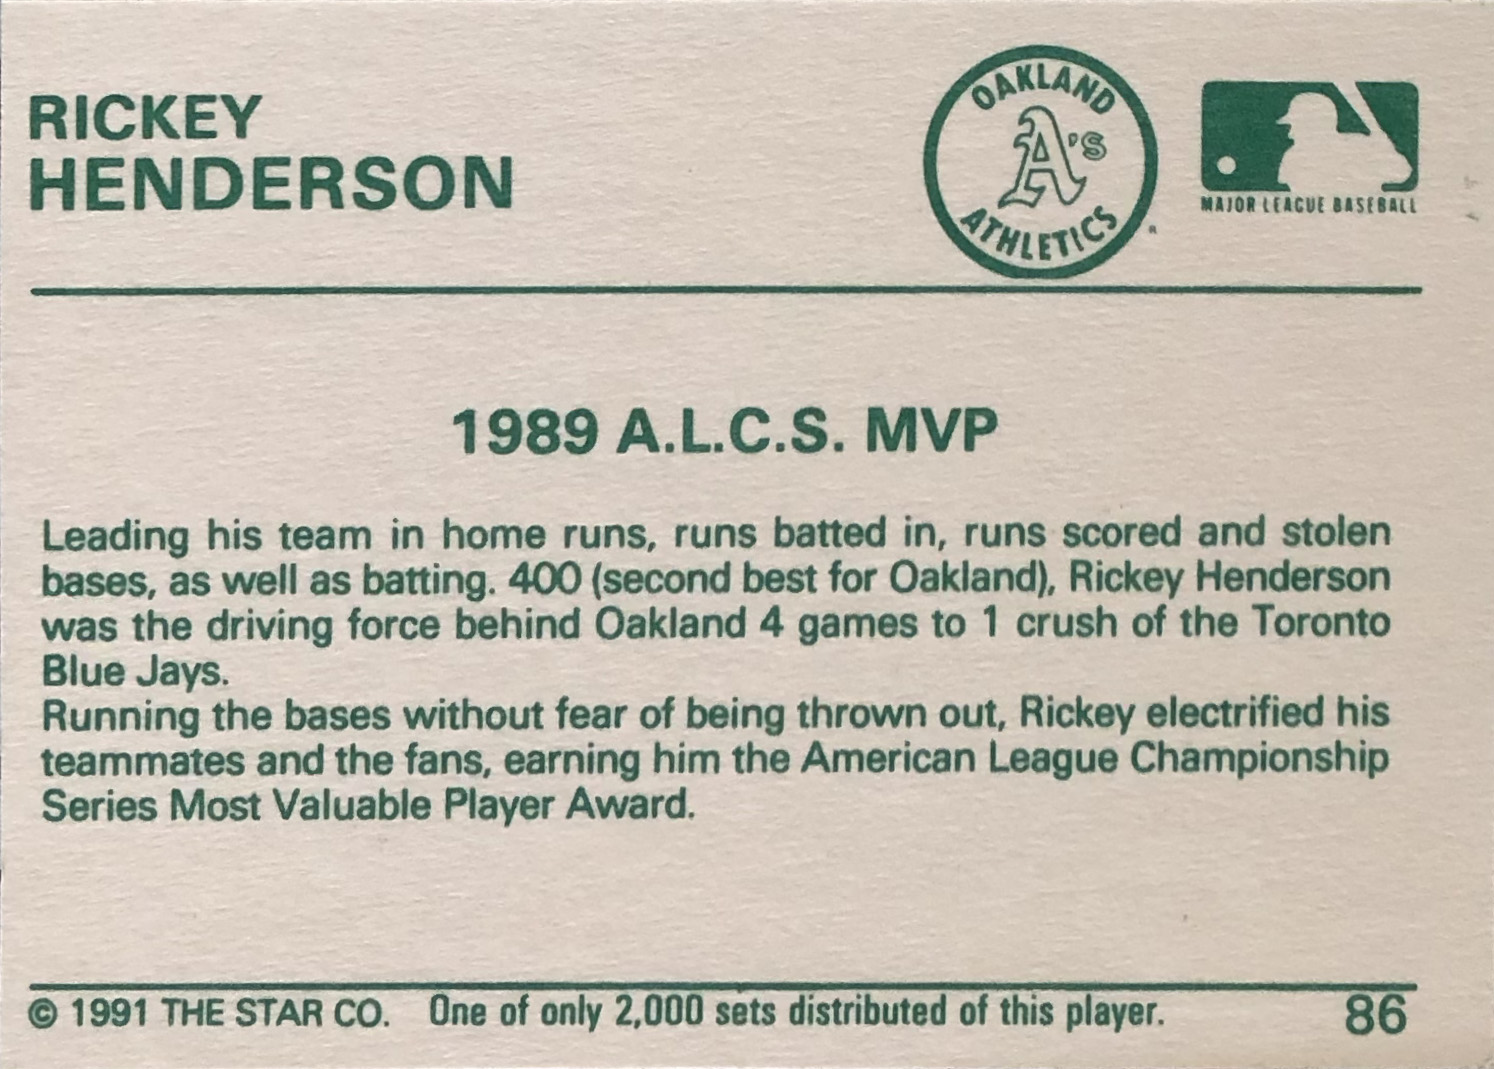 RICKEY
HENDERSON
OAKLAND
A's
ATHLETICS
®
MAJOR LEAGUE BASEBALL
1989 A.L.C.S. MVP
Leading his team in home runs, runs batted in, runs scored and stolen
bases, as well as batting. 400 (second best for Oakland), Rickey Henderson
was the driving force behind Oakland 4 games to 1 crush of the Toronto
Blue Jays.
Running the bases without fear of being thrown out, Rickey electrified his
teammates and the fans, earning him the American League Championship
Series Most Valuable Player Award.
© 1991 THE STAR CO. One of only 2,000 sets distributed of this player. 86